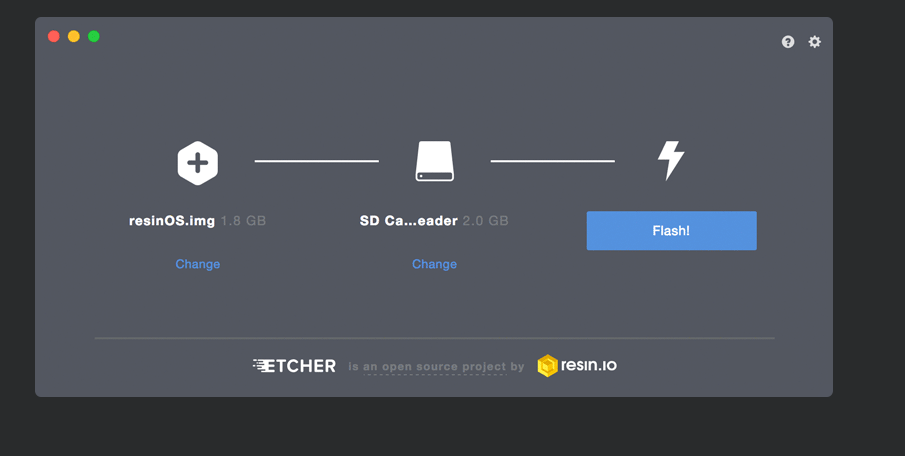 resinOS.img 1.8 GB
SD Ca...eader 2.0 GB
Flash!
Change
Change
ETCHER is an open source project by resin.io